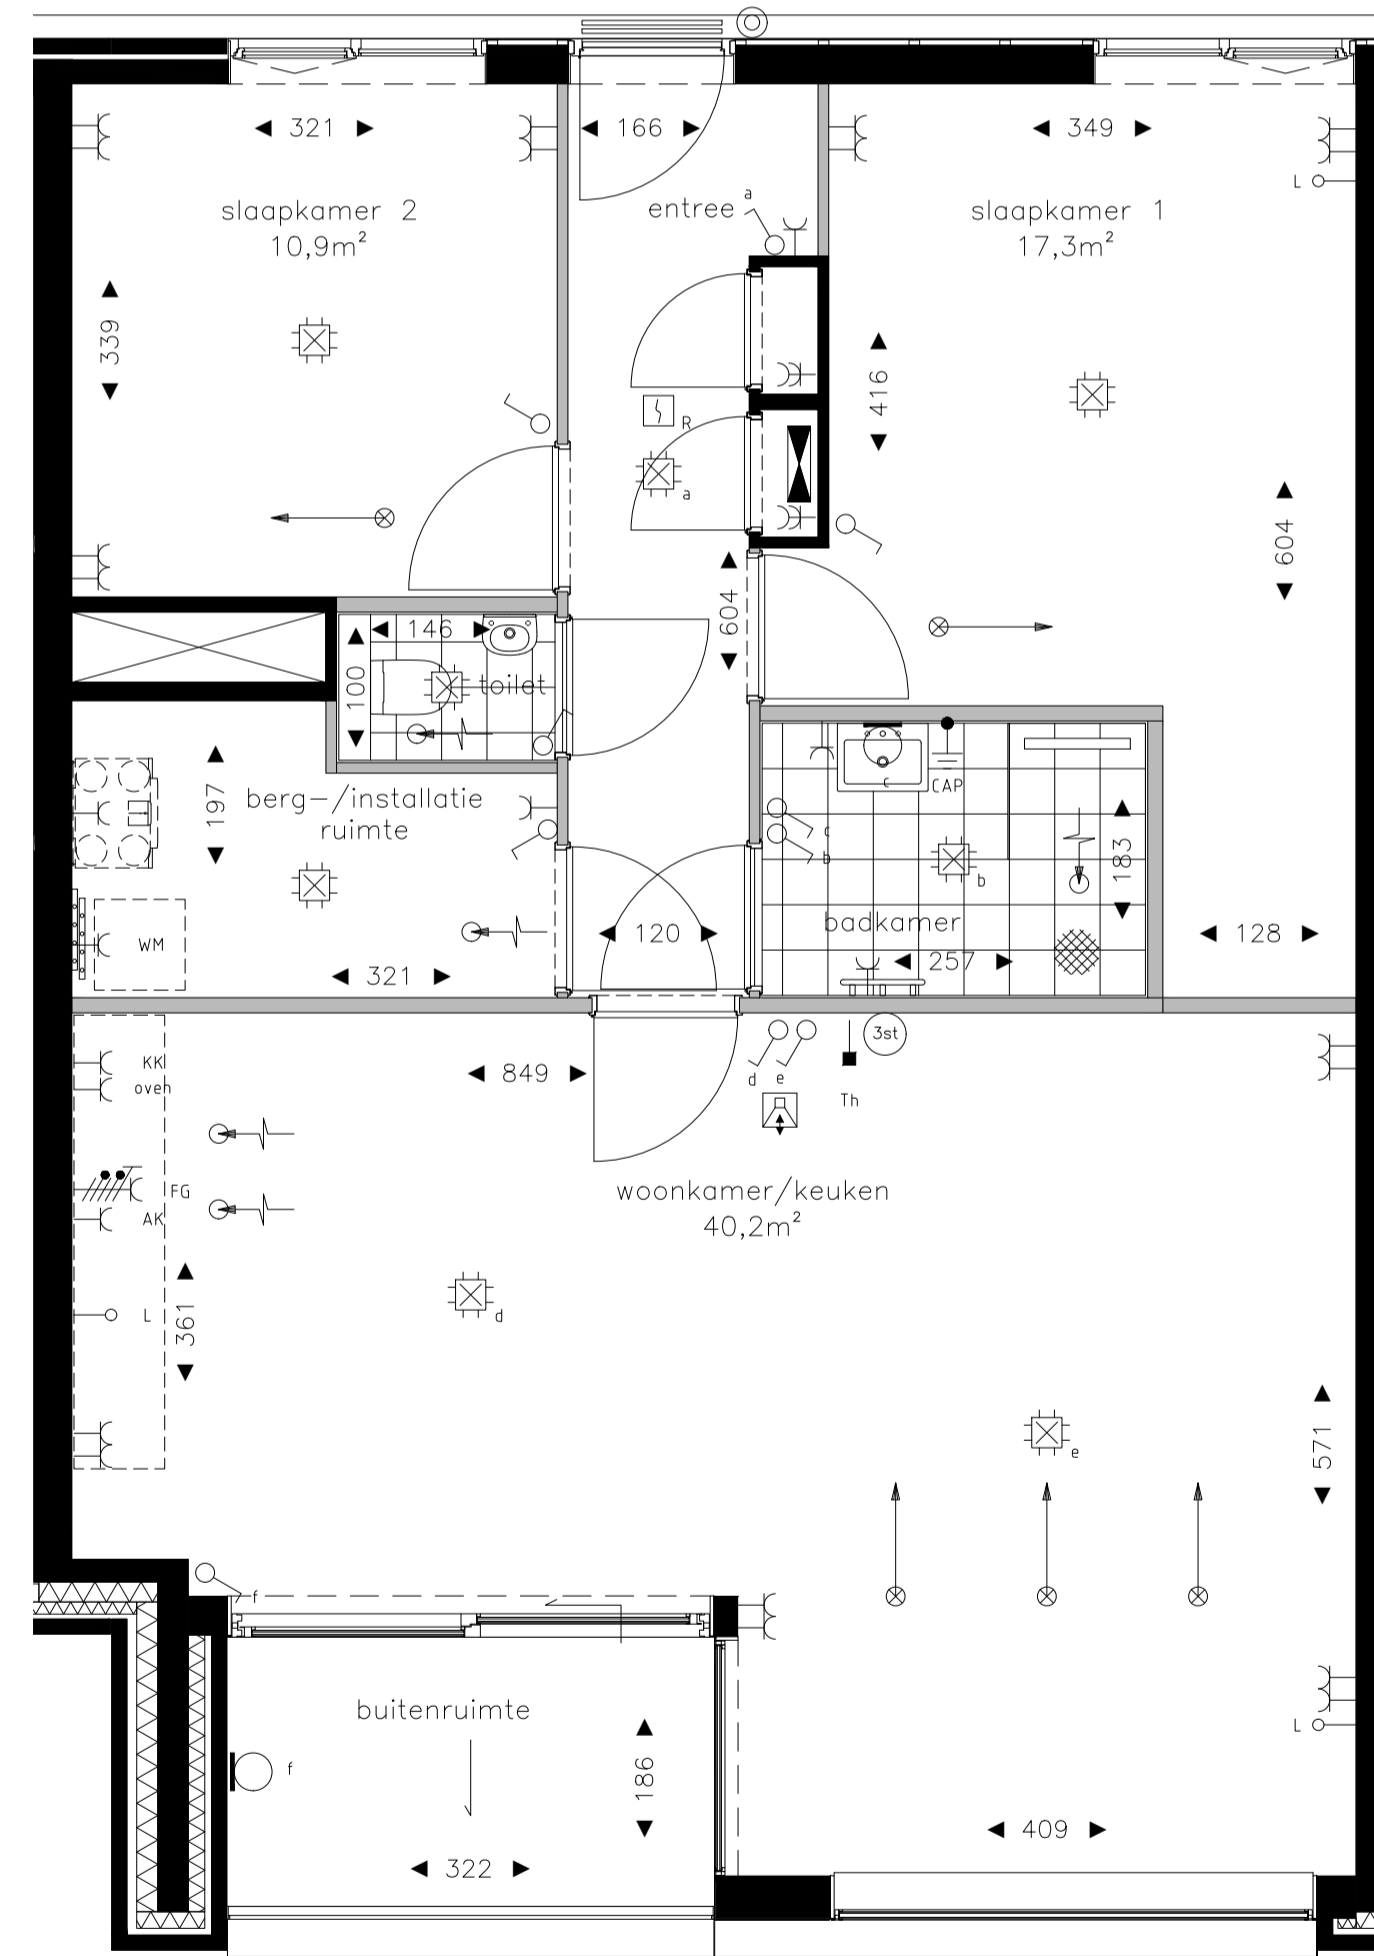 321
166
349
L
slaapkamer 2
10,9m²
entree
a
slaapkamer 1
17,3m²
339
416
R
a
604
604
146
100
toilet
197
berg-/installatie
ruimte
c
CAP
c
b
b
183
badkamer
WM
321
120
257
128
KK
oven
849
d
e
3st
Th
FG
AK
woonkamer/keuken
40,2m²
L
361
d
e
571
f
buitenruimte
f
186
L
409
322